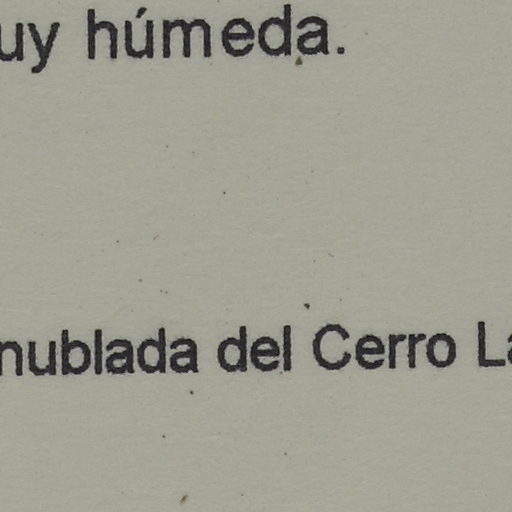 uy húmeda.
nublada del Cerro La